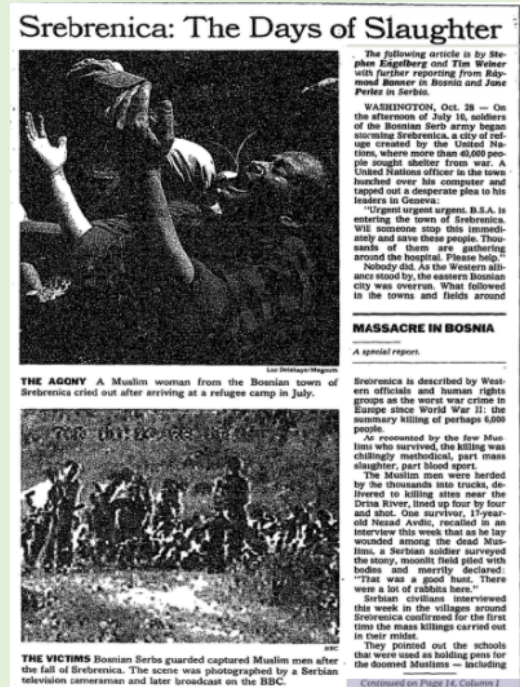 Srebrenica: The Days of Slaughter
The following article is by Ste-
phen Engelberg and Tim Weiner
with further reporting from Ray-
mond Bonner in Bosnia and Jane
Perlez in Serbia.
WASHINGTON, Oct. 28 — On
the afternoon of July 10, soldiers
of the Bosnian Serb army began
storming Srebrenica, a city of ref-
uge created by the United Na-
tions, where more than 40,000 peo-
ple sought shelter from war. A
United Nations officer in the town
hunched over his computer and
tapped out a desperate plea to his
leaders in Geneva:
"Urgent urgent urgent. B.S.A. is
entering the town of Srebrenica.
Will someone stop this immedi-
ately and save these people. Thou-
sands of them are gathering
around the hospital. Please help."
Nobody did. As the Western alli-
ance stood by, the eastern Bosnian
city was overrun. What followed
in the towns and fields around
MASSACRE IN BOSNIA
A special report.
Srebrenica is described by West-
ern officials and human rights
groups as the worst war crime in
Europe since World War II: the
summary killing of perhaps 6,000
people.
As recounted by the few Mus-
lims who survived, the killing was
chillingly methodical, part mass
slaughter, part blood sport.
The Muslim men were herded
by the thousands into trucks, de-
livered to killing sites near the
Drina River, lined up four by four
and shot. One survivor, 17-year-
old Nezad Avdic, recalled in an
interview this week that as he lay
wounded among the dead Mus-
lims, a Serbian soldier surveyed
the stony, moonlit field piled with
bodies and merrily declared:
"That was a good hunt. There
were a lot of rabbits here."
Serbian civilians interviewed
this week in the villages around
Srebrenica confirmed for the first
time the mass killings carried out
in their midst.
They pointed out the schools
that were used as holding pens for
the doomed Muslims — including
Continued on Page 14, Column 1
Luc Delahaye/Magnum
THE AGONY A Muslim woman from the Bosnian town of
Srebrenica cried out after arriving at a refugee camp in July.
BBC
THE VICTIMS Bosnian Serbs guarded captured Muslim men after
the fall of Srebrenica. The scene was photographed by a Serbian
television cameraman and later broadcast on the BBC.